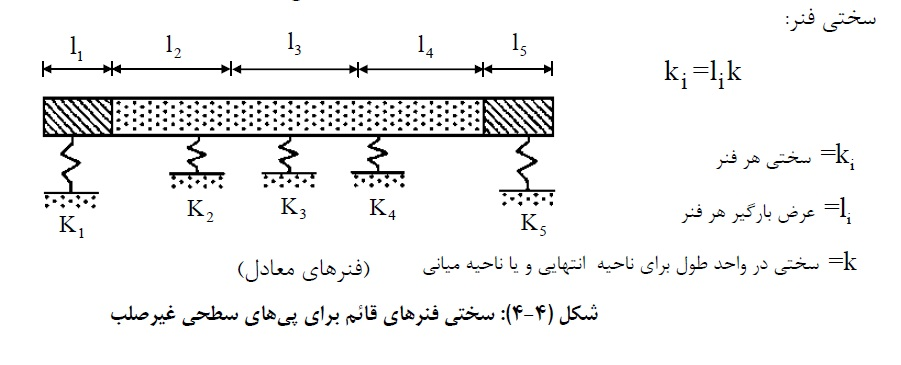 سختی فنر:
l₁ l₂ l₃ l₄ l₅
kᵢ=lᵢk
kᵢ= سختی هر فنر
K₁ K₂ K₃ K₄ K₅
lᵢ= عرض بارگیر هر فنر
k= سختی در واحد طول برای ناحیه انتهایی و یا ناحیه میانی
(فنرهای معادل)
شکل (۴-۴): سختی فنرهای قائم برای پی‌های سطحی غیرصلب